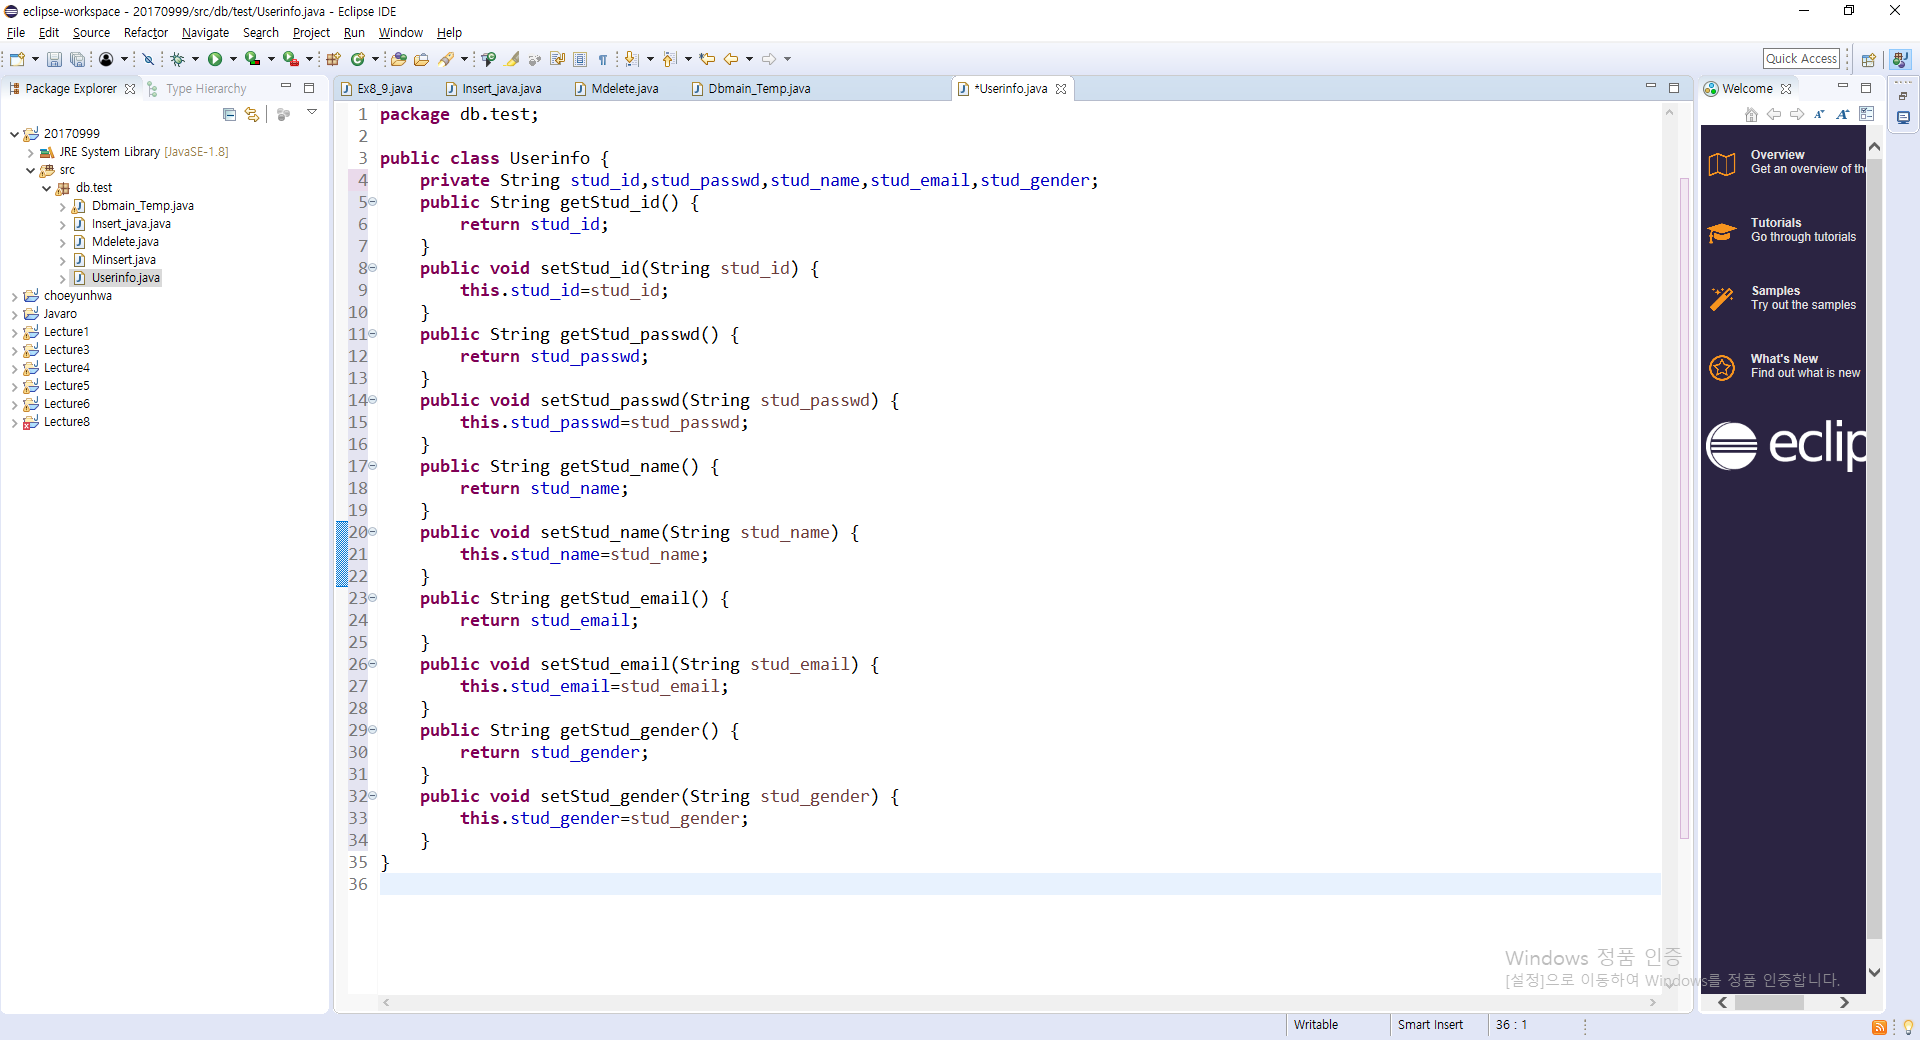 eclipse-workspace - 20170999/src/db/test/Userinfo.java - Eclipse IDE
File Edit Source Refactor Navigate Search Project Run Window Help
Quick Access
Package Explorer Type Hierarchy
20170999
JRE System Library [JavaSE-1.8]
src
db.test
Dbmain_Temp.java
Insert_java.java
Mdelete.java
Minsert.java
Userinfo.java
choeyunhwa
Javaro
Lecture1
Lecture3
Lecture4
Lecture5
Lecture6
Lecture8
Ex8_9.java Insert_java.java Mdelete.java Dbmain_Temp.java *Userinfo.java
1 package db.test;
2
3 public class Userinfo {
4     private String stud_id,stud_passwd,stud_name,stud_email,stud_gender;
5     public String getStud_id() {
6         return stud_id;
7     }
8     public void setStud_id(String stud_id) {
9         this.stud_id=stud_id;
10     }
11     public String getStud_passwd() {
12         return stud_passwd;
13     }
14     public void setStud_passwd(String stud_passwd) {
15         this.stud_passwd=stud_passwd;
16     }
17     public String getStud_name() {
18         return stud_name;
19     }
20     public void setStud_name(String stud_name) {
21         this.stud_name=stud_name;
22     }
23     public String getStud_email() {
24         return stud_email;
25     }
26     public void setStud_email(String stud_email) {
27         this.stud_email=stud_email;
28     }
29     public String getStud_gender() {
30         return stud_gender;
31     }
32     public void setStud_gender(String stud_gender) {
33         this.stud_gender=stud_gender;
34     }
35 }
36
Welcome
Overview
Get an overview of the
Tutorials
Go through tutorials
Samples
Try out the samples
What's New
Find out what is new
eclip
Windows 정품 인증
[설정]으로 이동하여 Windows를 정품 인증합니다.
Writable Smart Insert 36 : 1